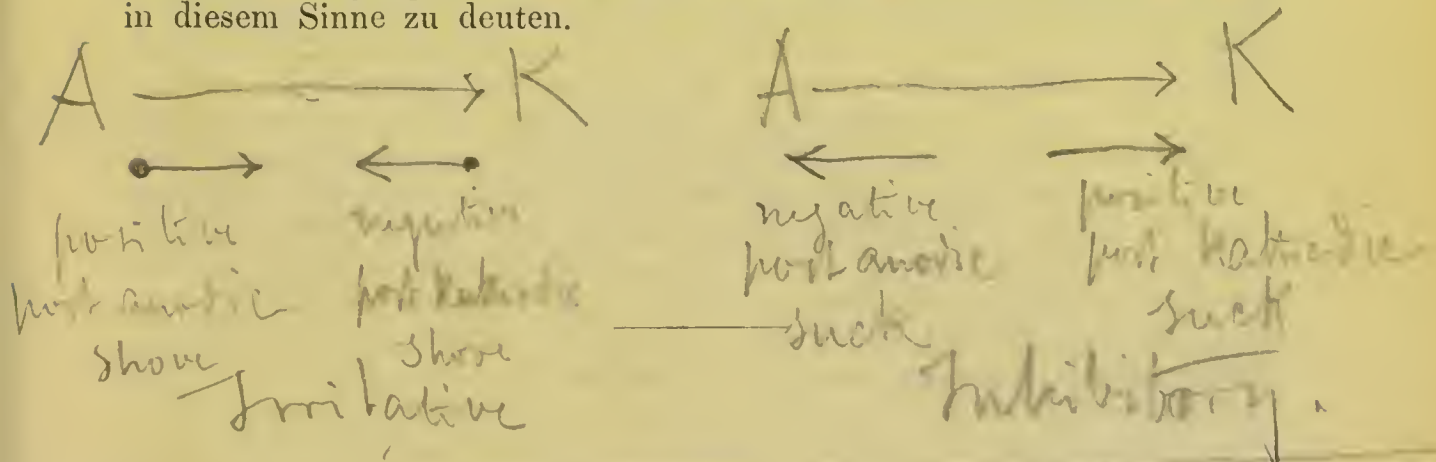 in diesem Sinne zu deuten.
A K
positive
post anodic
shove
negative
post Kathodic
shove
Irritative
A K
negative
post anodic
suck
positive
post Kathodic
suck
Inhibitory.